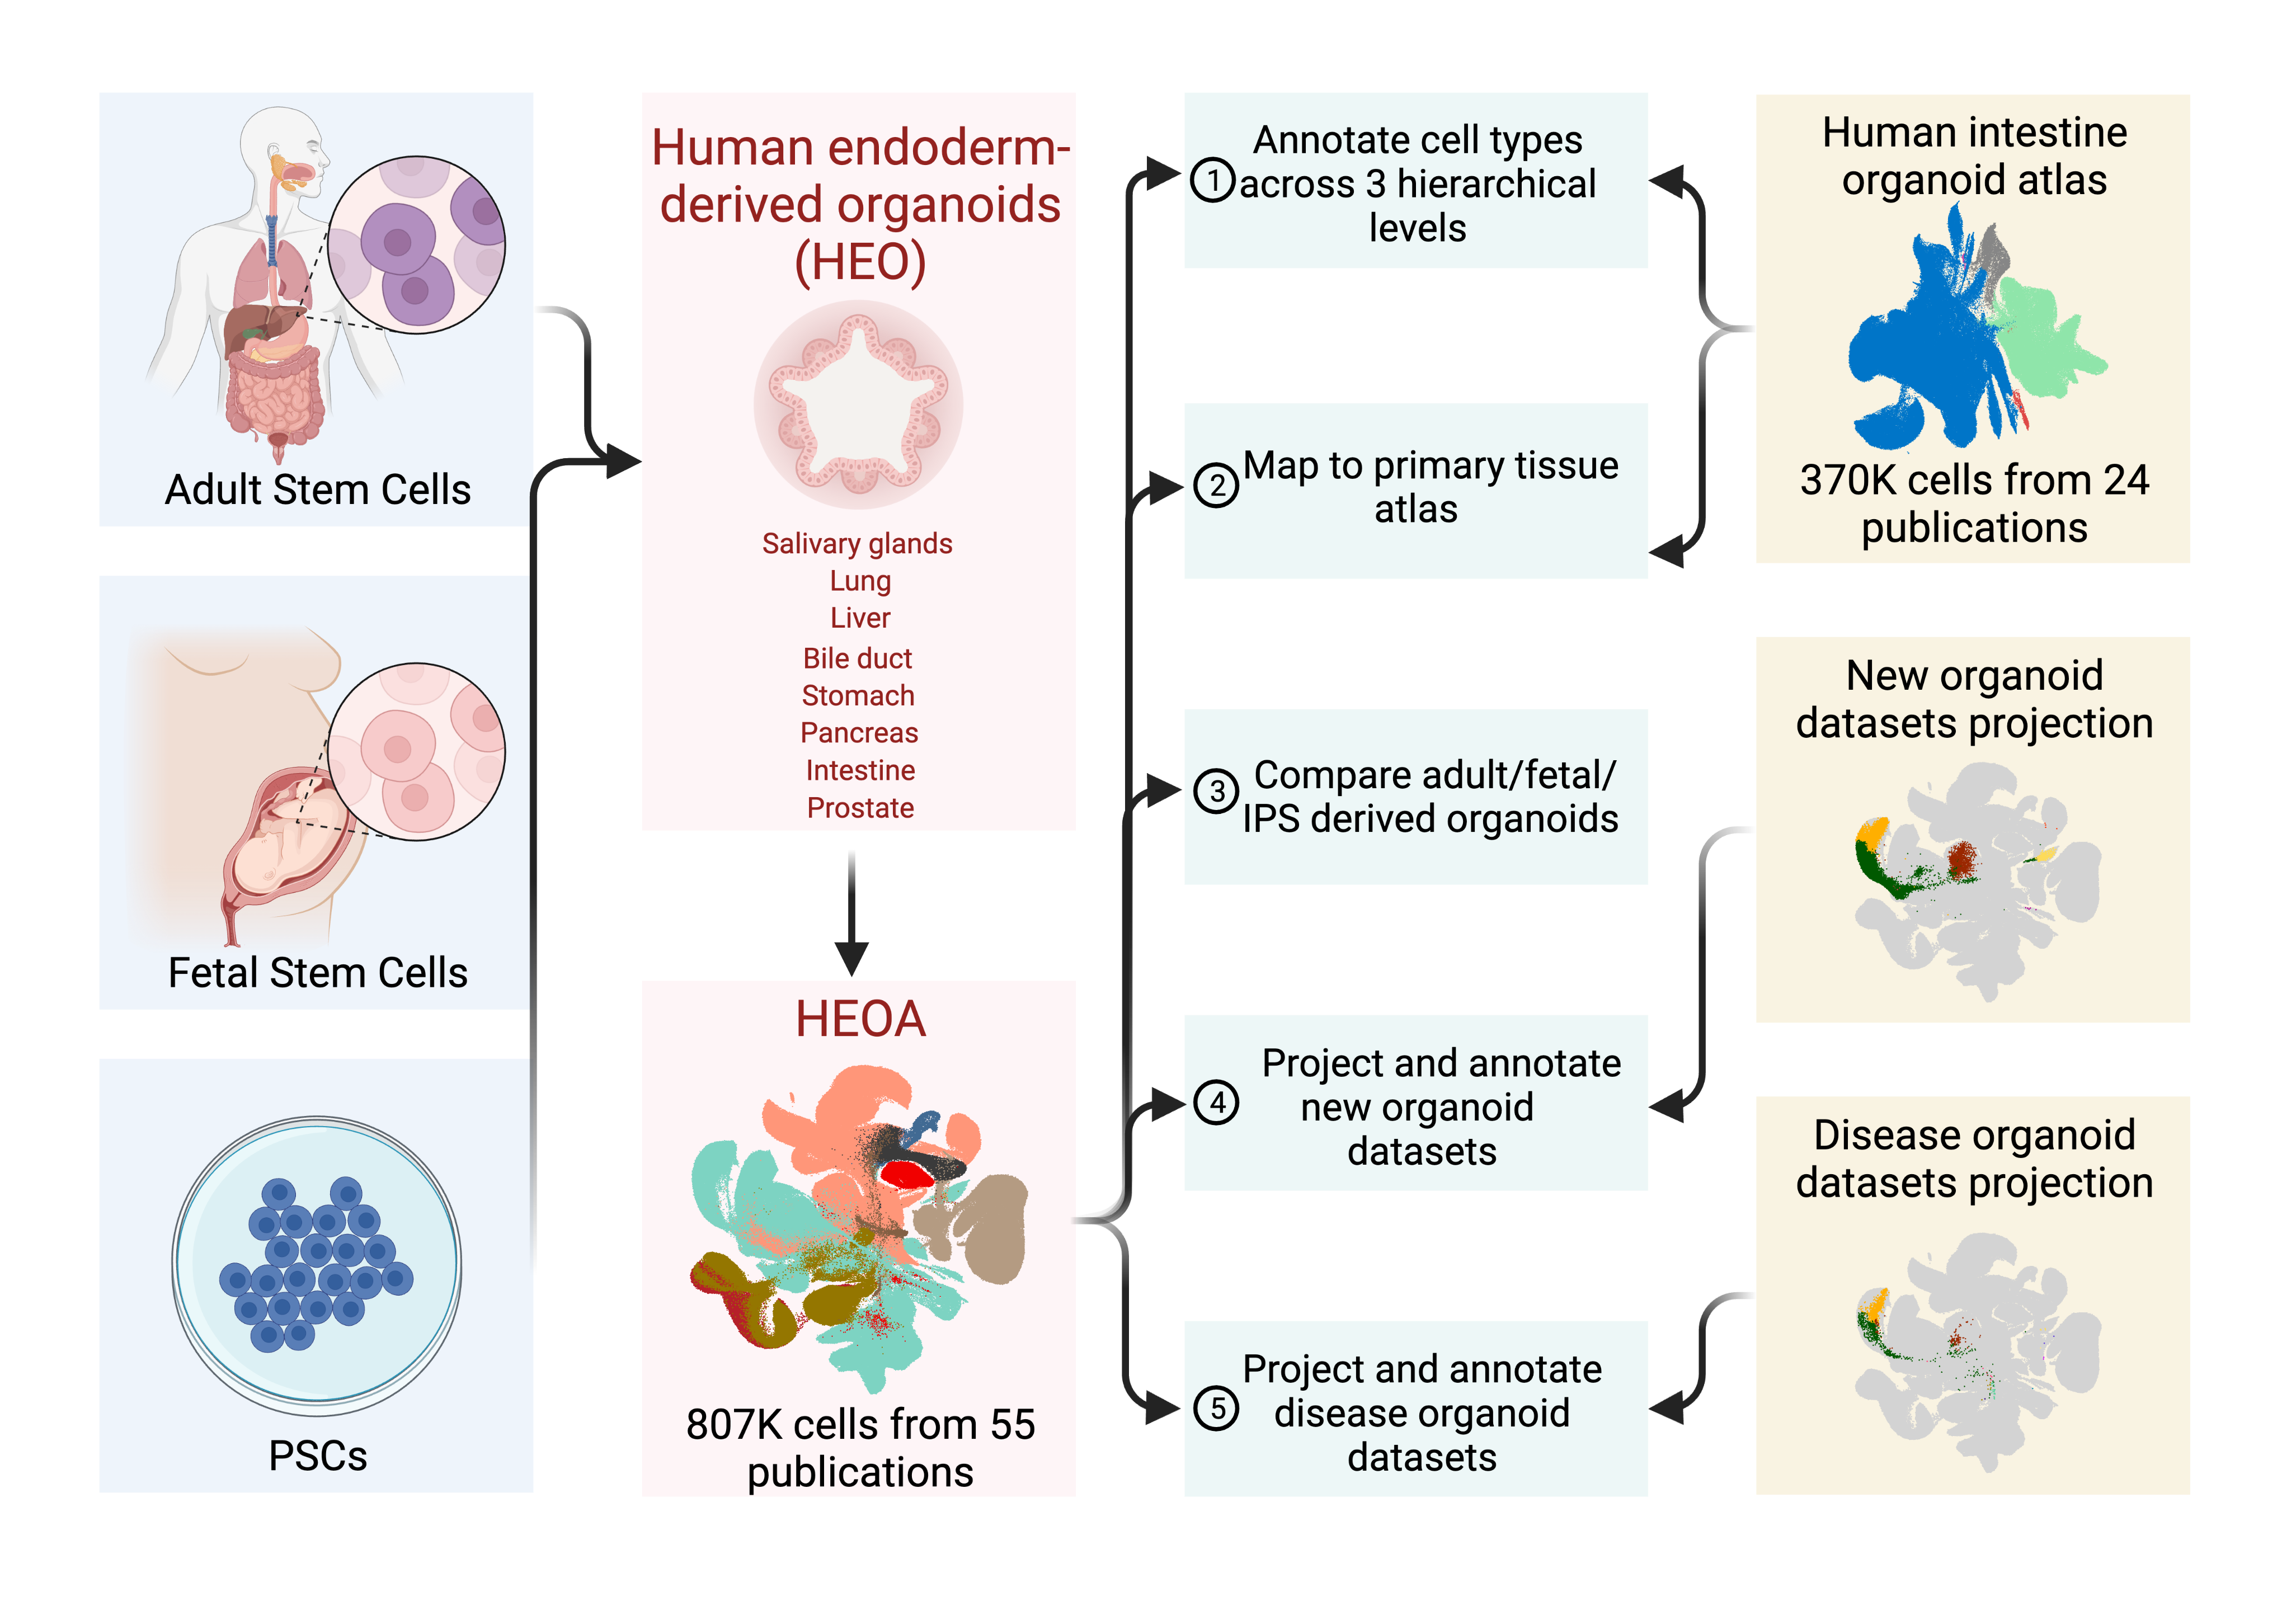 Adult Stem Cells
Fetal Stem Cells
PSCs
Human endoderm-
derived organoids
(HEO)
Salivary glands
Lung
Liver
Bile duct
Stomach
Pancreas
Intestine
Prostate
HEOA
807K cells from 55
publications
1
Annotate cell types
across 3 hierarchical
levels
2
Map to primary tissue
atlas
3
Compare adult/fetal/
IPS derived organoids
4
Project and annotate
new organoid
datasets
5
Project and annotate
disease organoid
datasets
Human intestine
organoid atlas
370K cells from 24
publications
New organoid
datasets projection
Disease organoid
datasets projection